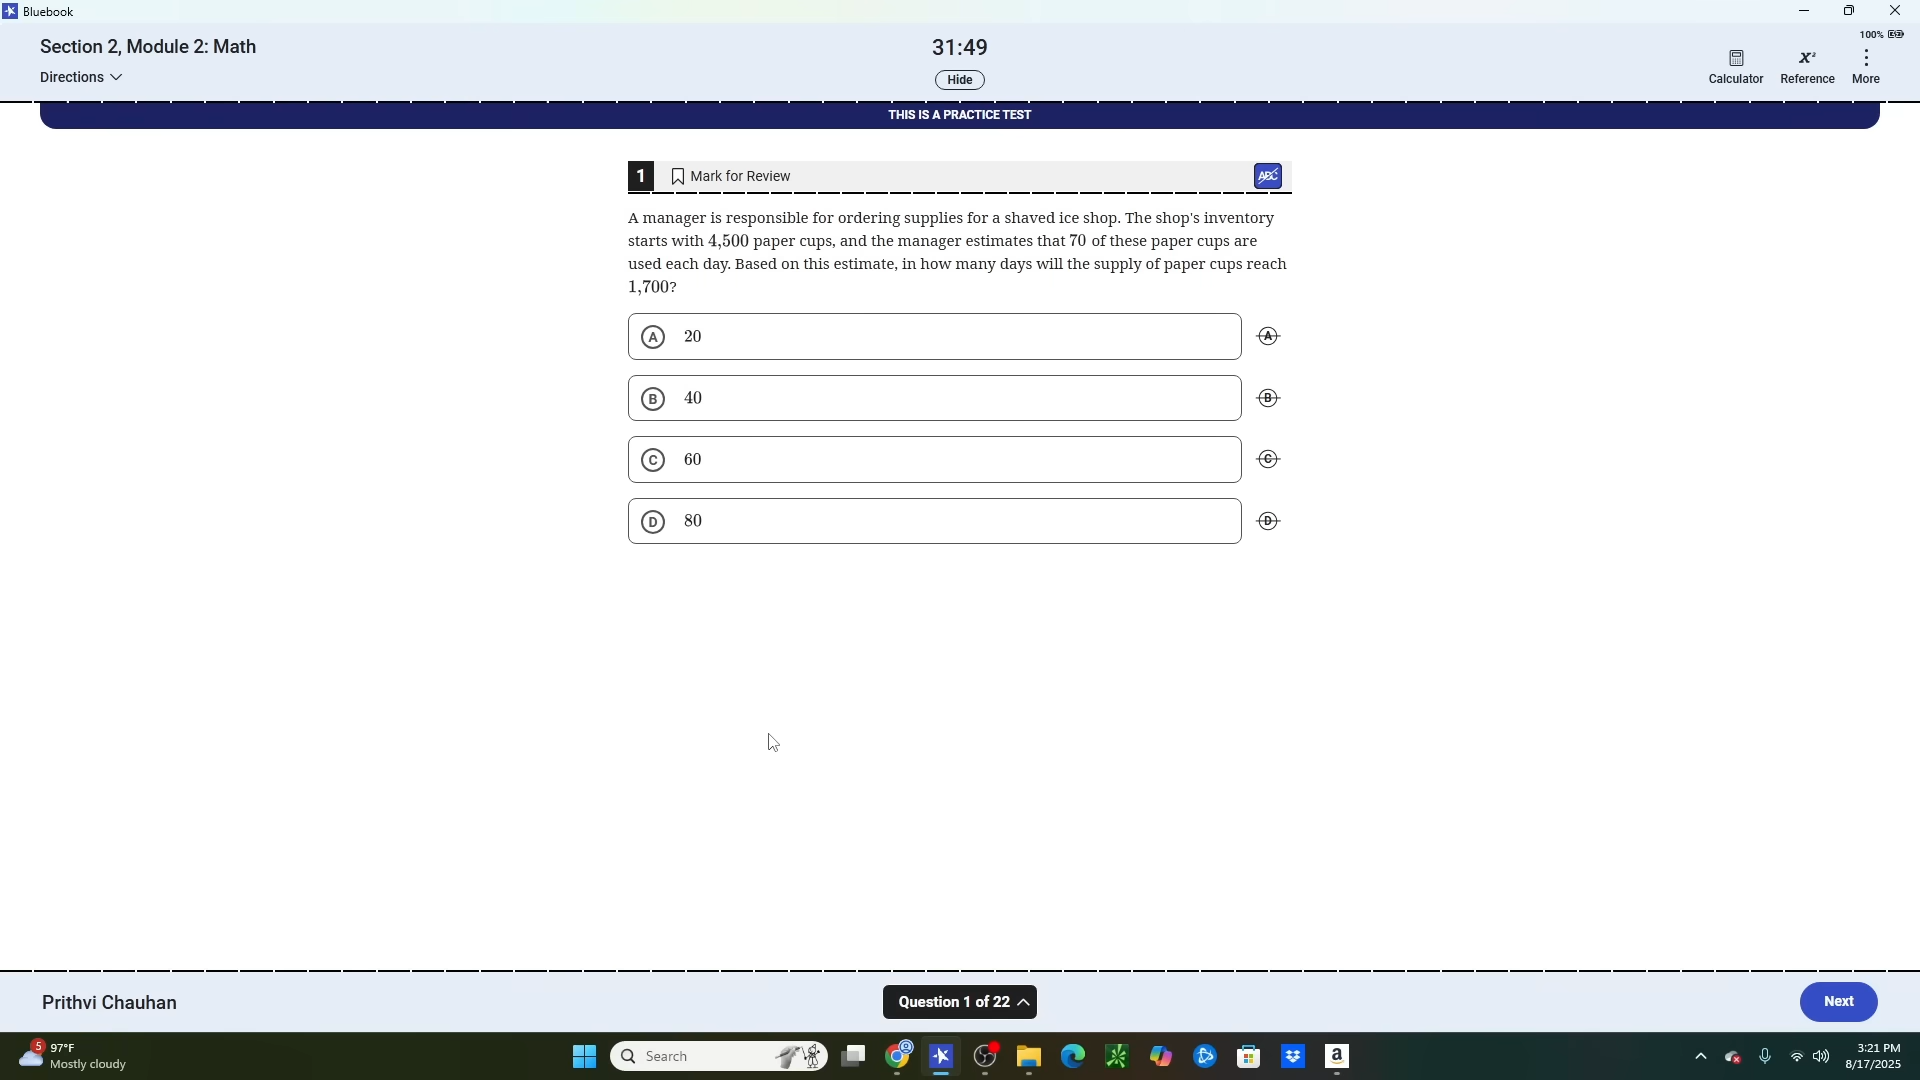 Bluebook
Section 2, Module 2: Math
31:49
100%
Directions
Hide
Calculator
Reference
More
THIS IS A PRACTICE TEST
1 Mark for Review
ABC
A manager is responsible for ordering supplies for a shaved ice shop. The shop's inventory
starts with 4,500 paper cups, and the manager estimates that 70 of these paper cups are
used each day. Based on this estimate, in how many days will the supply of paper cups reach
1,700?
A 20 A
B 40 B
C 60 C
D 80 D
Prithvi Chauhan
Question 1 of 22
Next
5
97°F
Mostly cloudy
Search
a
3:21 PM
8/17/2025